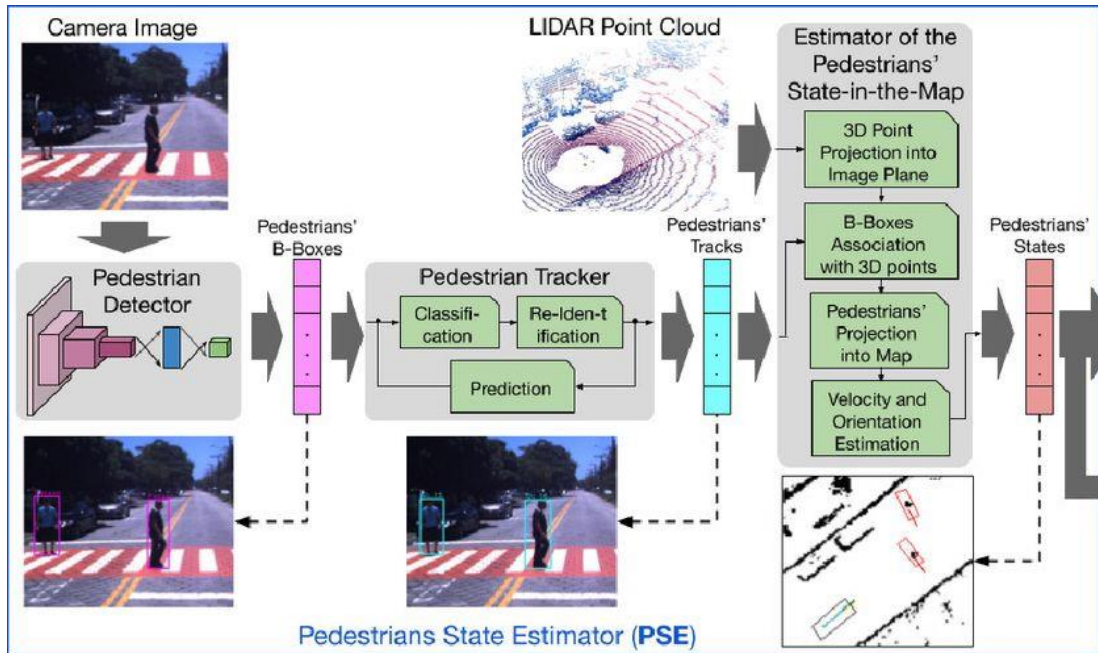 Camera Image
LIDAR Point Cloud
Estimator of the
Pedestrians'
State-in-the-Map
3D Point
Projection into
Image Plane
Pedestrians'
B-Boxes
Pedestrians'
Tracks
B-Boxes
Association
with 3D points
Pedestrians'
States
Pedestrian
Detector
Pedestrian Tracker
Classifi-
cation
Re-Iden-t
ification
Prediction
Pedestrians'
Projection
into Map
Velocity and
Orientation
Estimation
Pedestrians State Estimator (PSE)